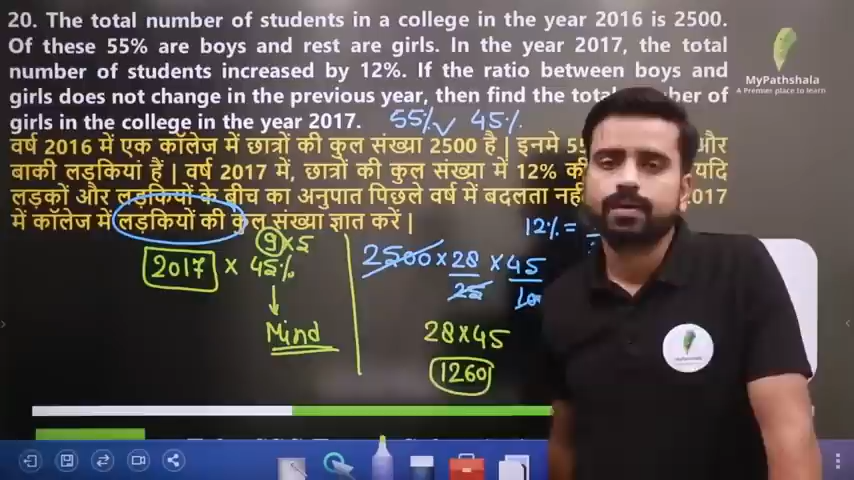 20. The total number of students in a college in the year 2016 is 2500.
Of these 55% are boys and rest are girls. In the year 2017, the total
number of students increased by 12%. If the ratio between boys and
girls does not change in the previous year, then find the total of
girls in the college in the year 2017.
55% 45%
वर्ष 2016 में एक कॉलेज में छात्रों की कुल संख्या 2500 है | इनमे और
बाकी लड़कियां हैं | वर्ष 2017 में, छात्रों की कुल संख्या में 12% की यदि
लड़कों और लड़कियों के बीच का अनुपात पिछले वर्ष में बदलता
में कॉलेज में लड़कियों की कुल संख्या ज्ञात करें |
MyPathshala
A Premier place to learn
12% =
9 × 5
2017 × 45%
Mind
2500 × 28/25 × 45
28×45
1260